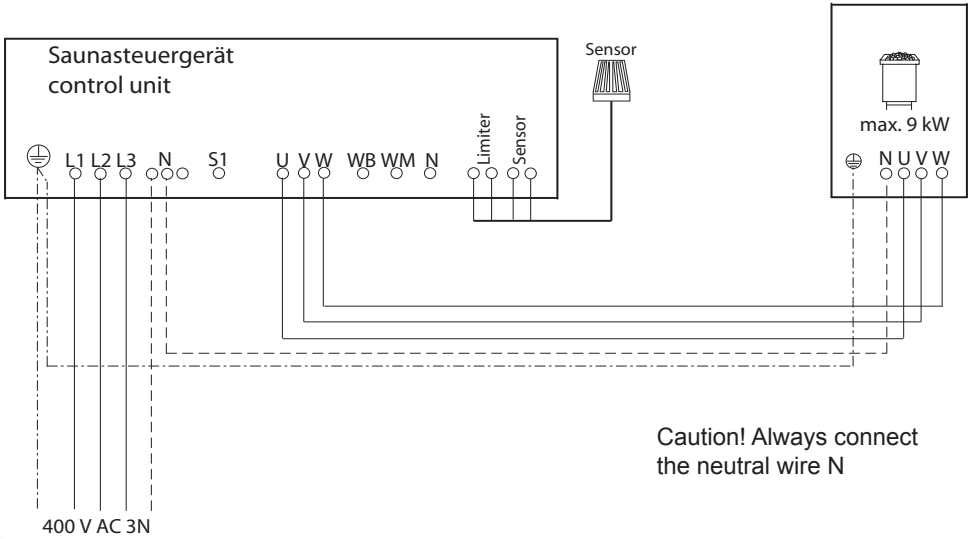 Saunasteuergerät
control unit
Sensor
max. 9 kW
L1 L2 L3 N S1 U V W WB WM N Limiter Sensor
N U V W
Caution! Always connect
the neutral wire N
400 V AC 3N